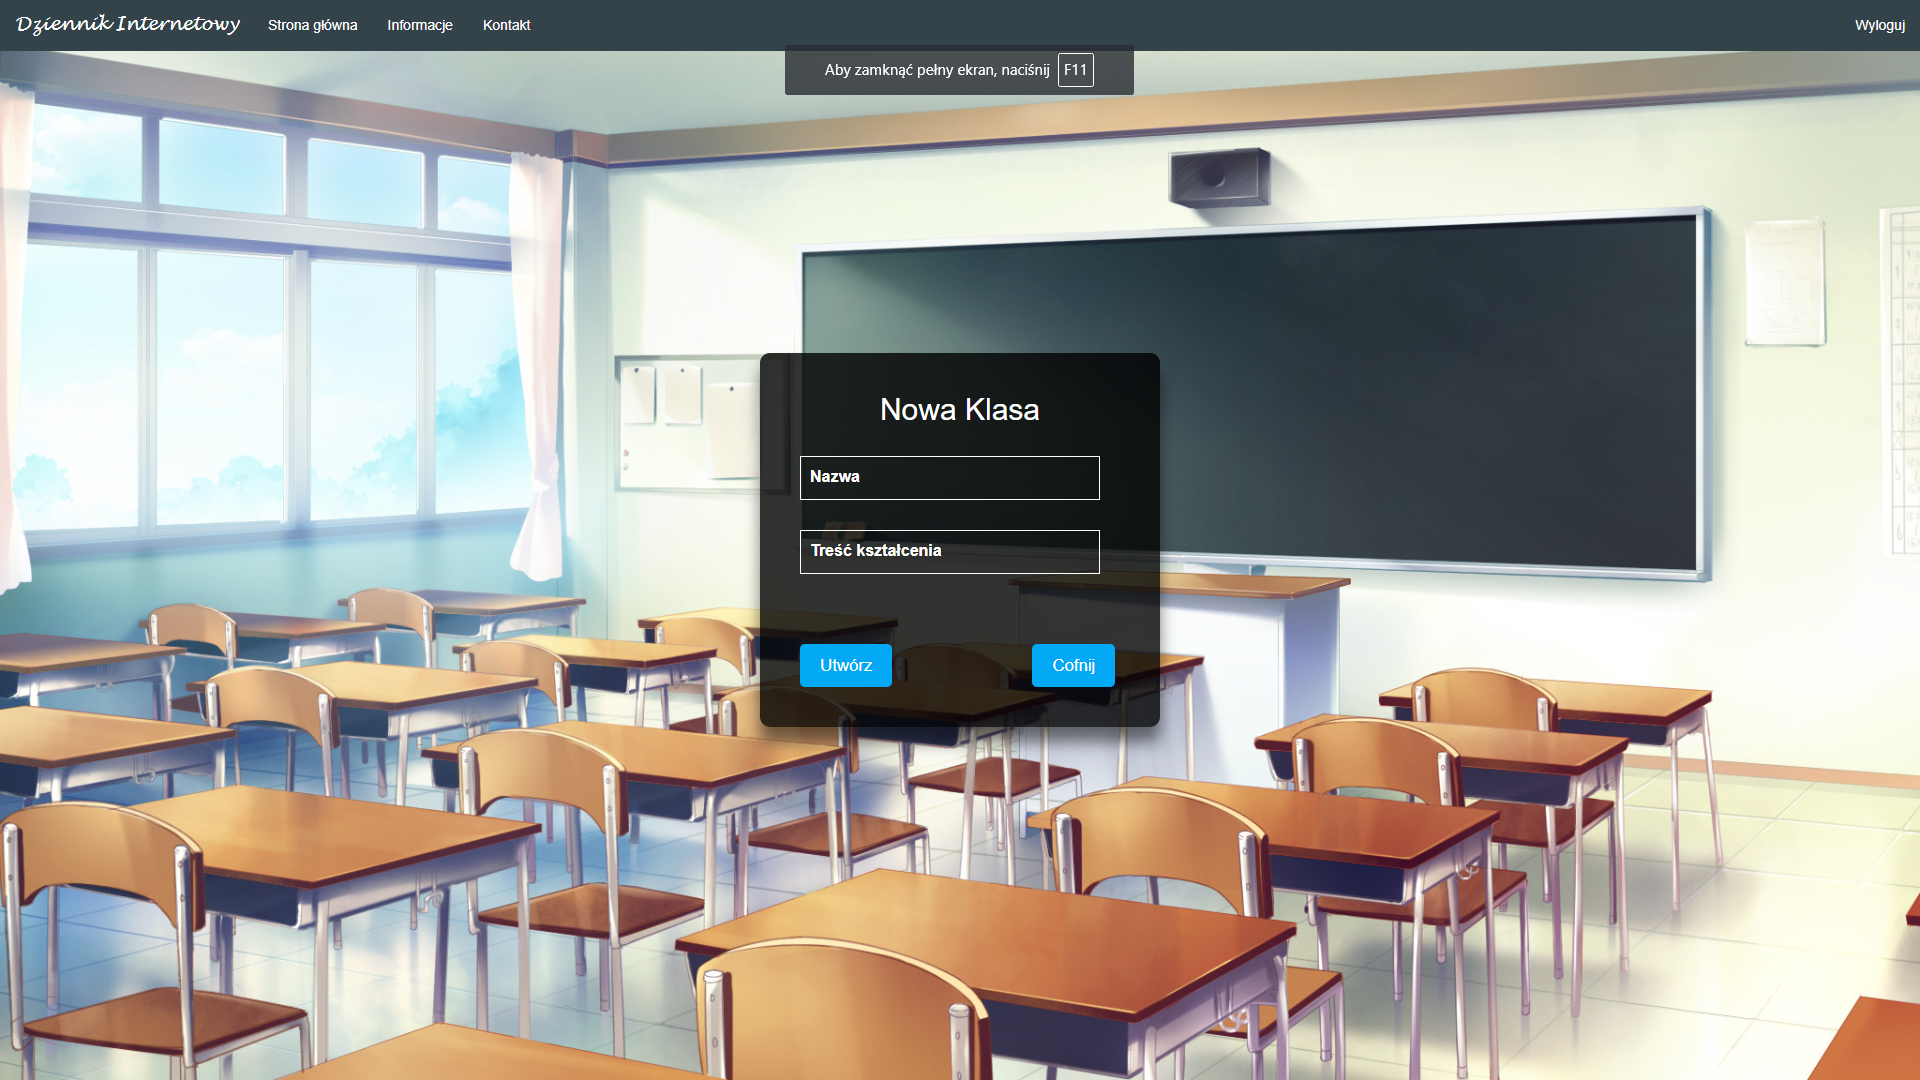 Dziennik Internetowy Strona główna Informacje Kontakt Wyloguj
Aby zamknąć pełny ekran, naciśnij F11
Nowa Klasa
Nazwa
Treść kształcenia
Utwórz Cofnij